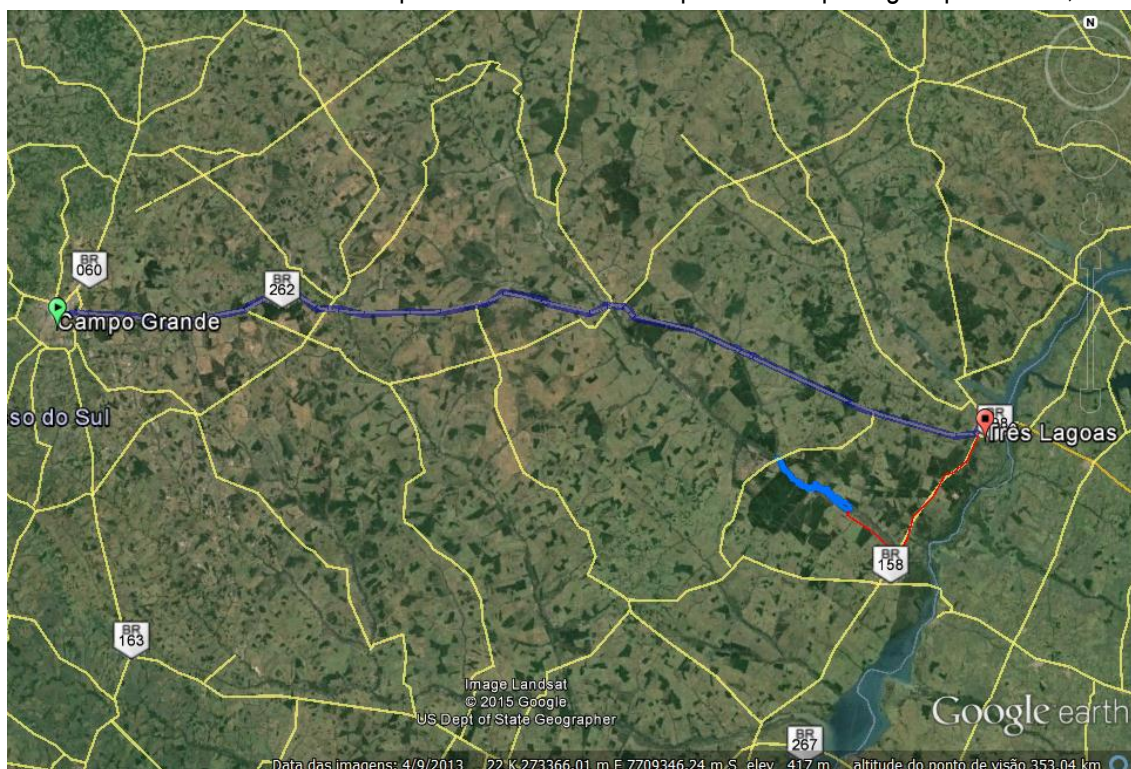 N
BR
060
BR
262
Campo Grande
so do Sul
BR
Três Lagoas
BR
158
BR
163
Image Landsat
© 2015 Google
US Dept of State Geographer
Google earth
BR
267
Data das imagens: 4/9/2013 22 K 273366.01 m E 7709346.24 m S elev 417 m altitude do ponto de visão 353.04 km